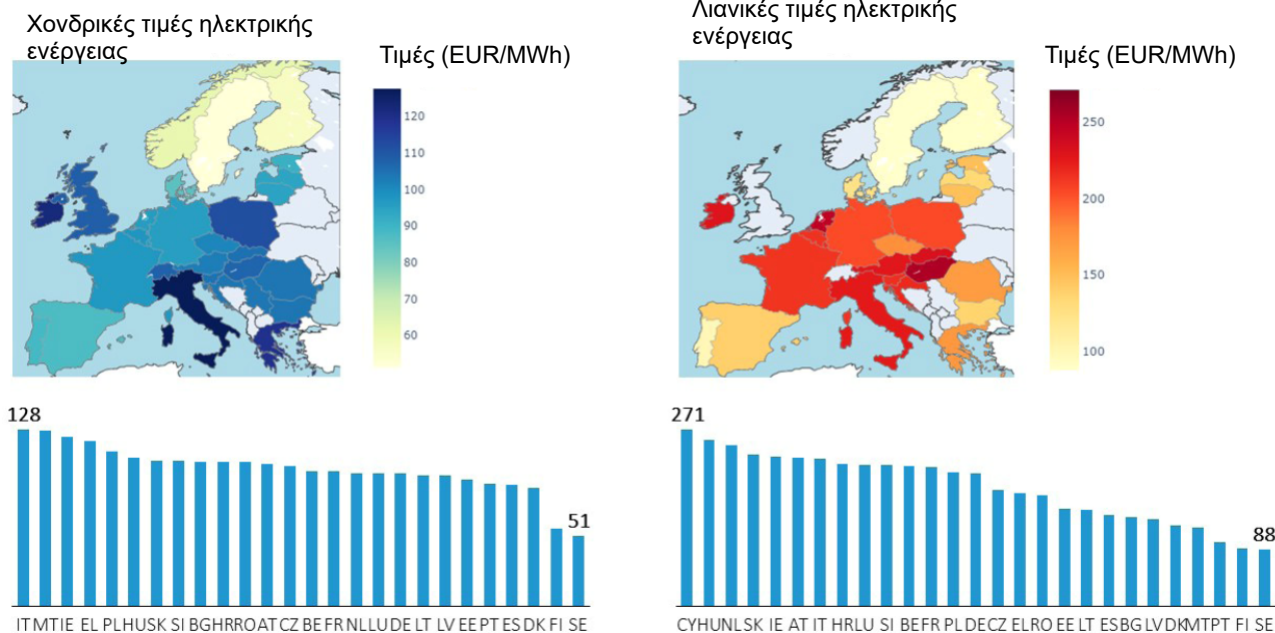 Χονδρικές τιμές ηλεκτρικής
ενέργειας
Τιμές (EUR/MWh)
120
110
100
90
80
70
60
128
51
IT MT IE EL PL HU SK SI BG HR RO AT CZ BE FR NL LU DE LT LV EE PT ES DK FI SE
Λιανικές τιμές ηλεκτρικής
ενέργειας
Τιμές (EUR/MWh)
250
200
150
100
271
88
CY HU NL SK IE AT IT HR LU SI BE FR PL DE CZ EL RO EE LT ES BG LV DK MT PT FI SE